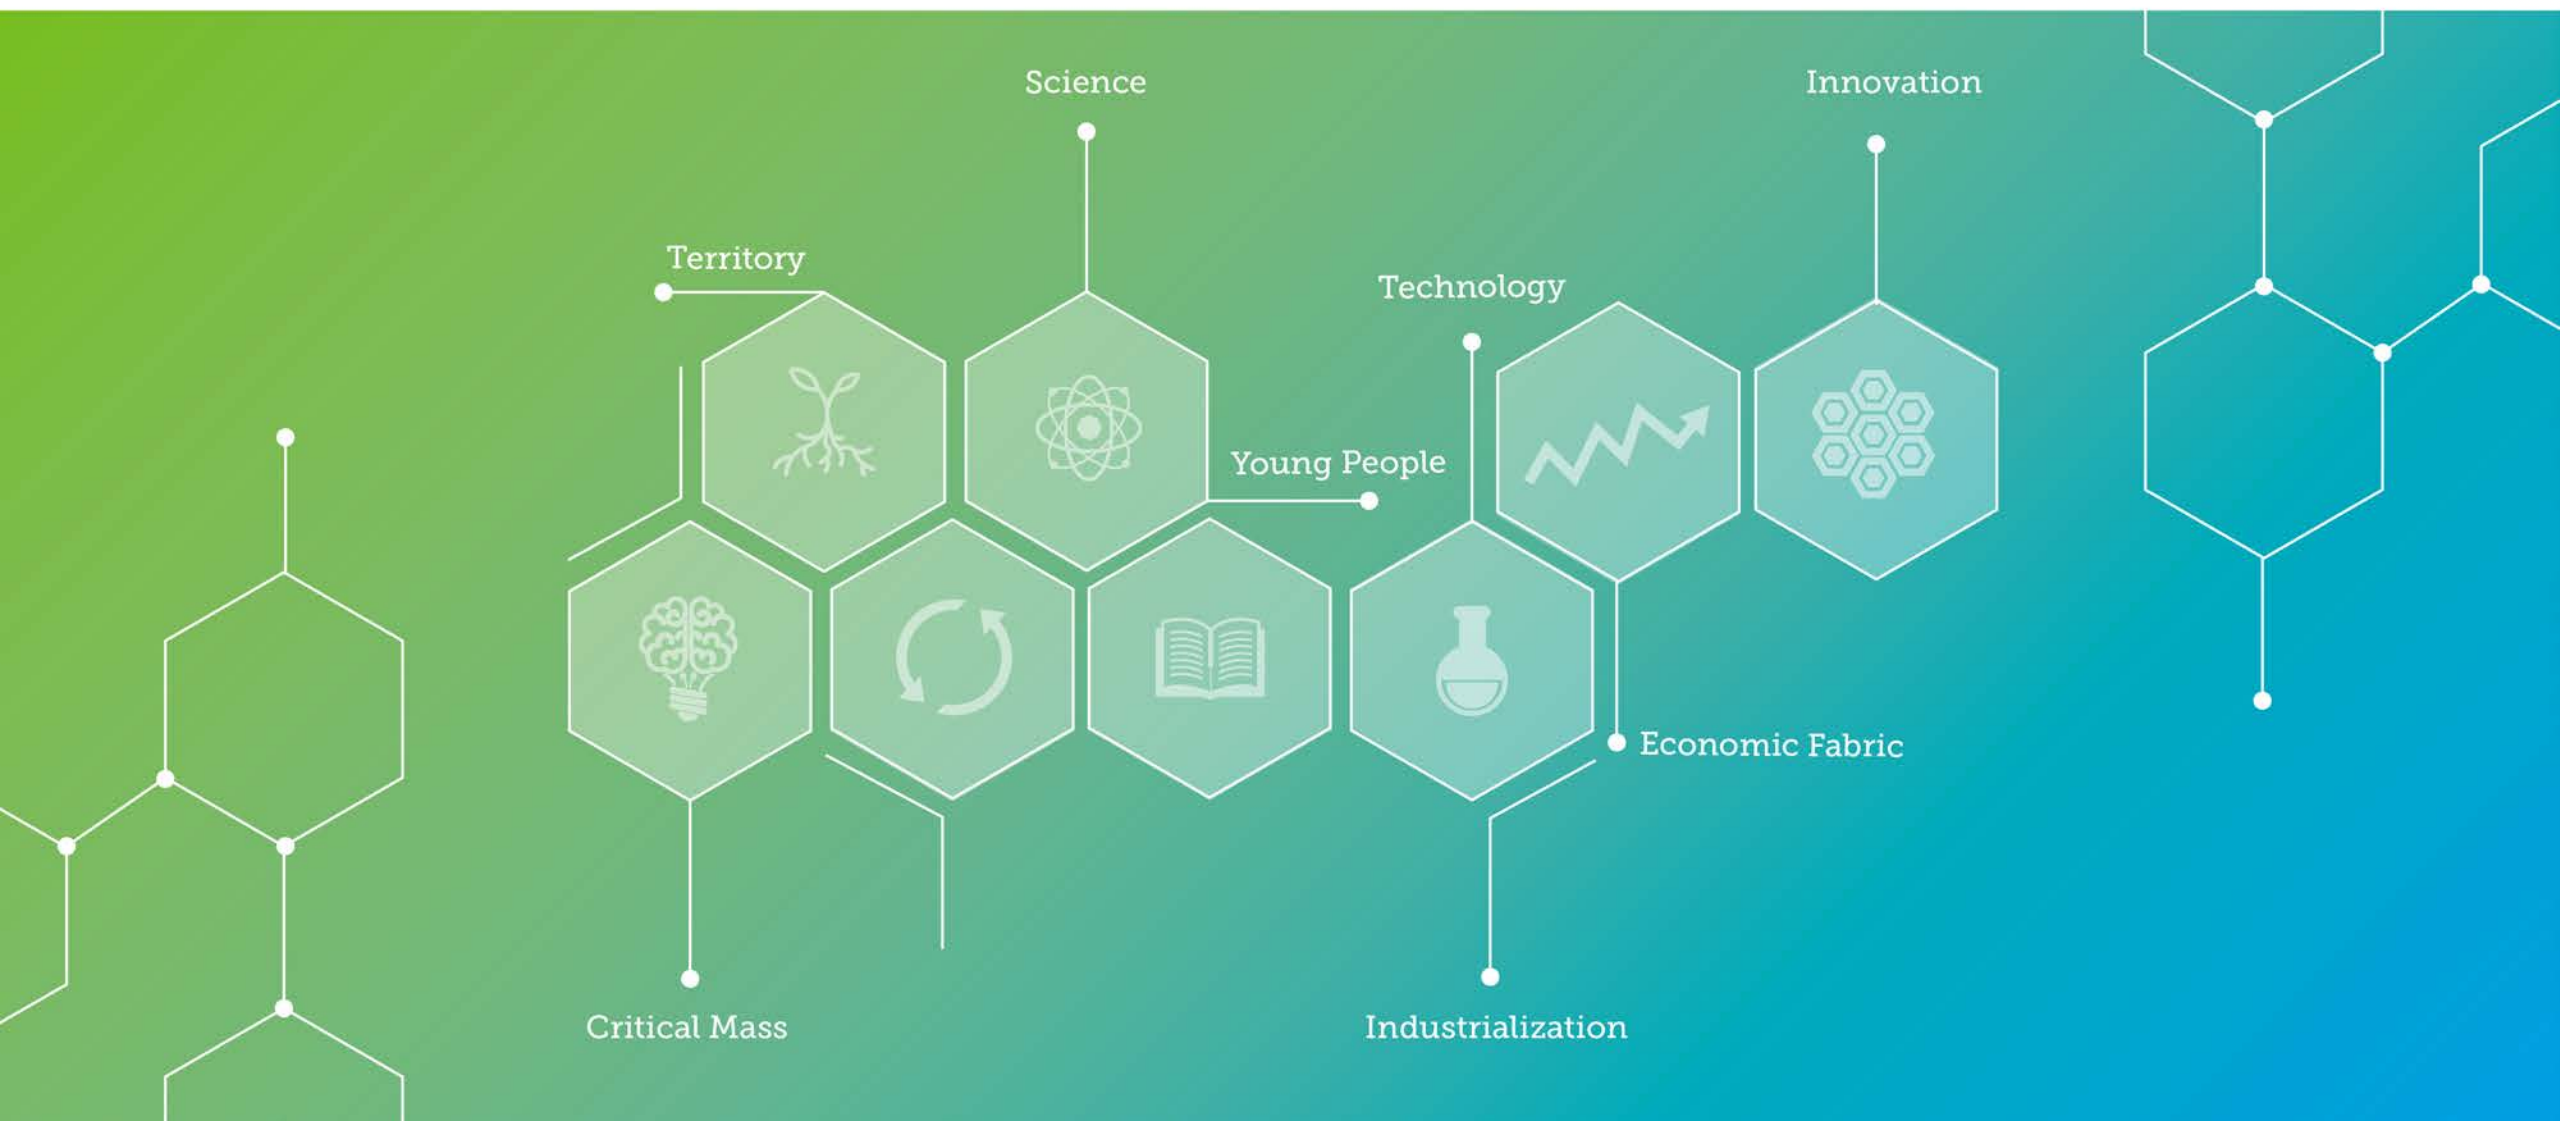 Science
Innovation
Territory
Technology
Young People
Economic Fabric
Critical Mass
Industrialization